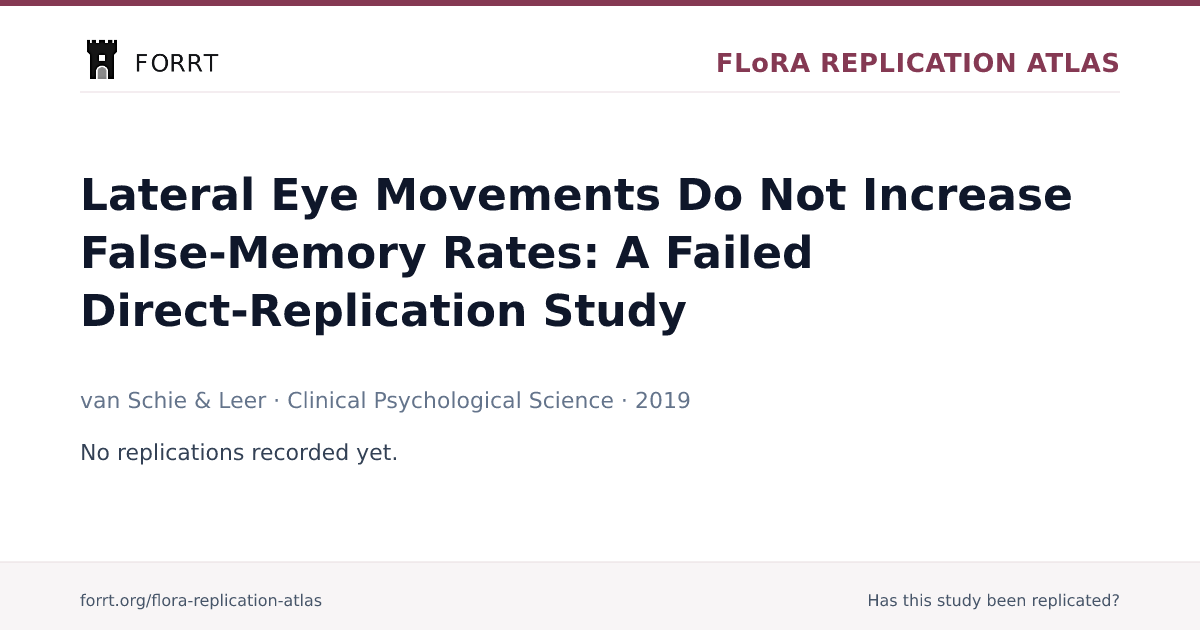 FORRT
FLoRA REPLICATION ATLAS
Lateral Eye Movements Do Not Increase
False-Memory Rates: A Failed
Direct-Replication Study
van Schie & Leer · Clinical Psychological Science · 2019
No replications recorded yet.
forrt.org/flora-replication-atlas
Has this study been replicated?